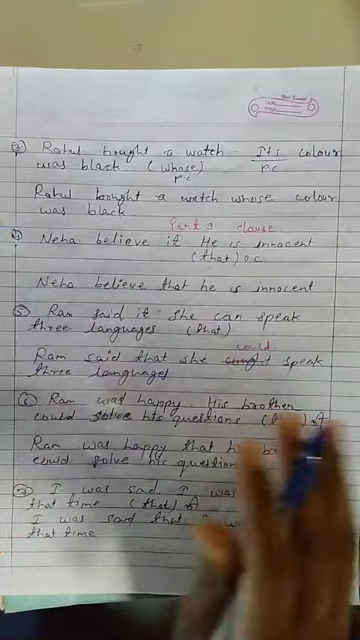 ③ Rahul bought a watch. Its colour
was black. (whose) P.C
P.C
Rahul bought a watch whose colour
was black.
Part 9 clause
④ Neha believe it. He is innocent
(that) O.C
Neha believe that he is innocent
⑤ Ram said it. She can speak
three languages (that)
could
Ram said that she speak
three languages
⑥ Ram was happy. His brother
could solve his questions
Ram was happy that
could solve his question
⑦ I was sad. I was
that time (that)
I was sad that
that time